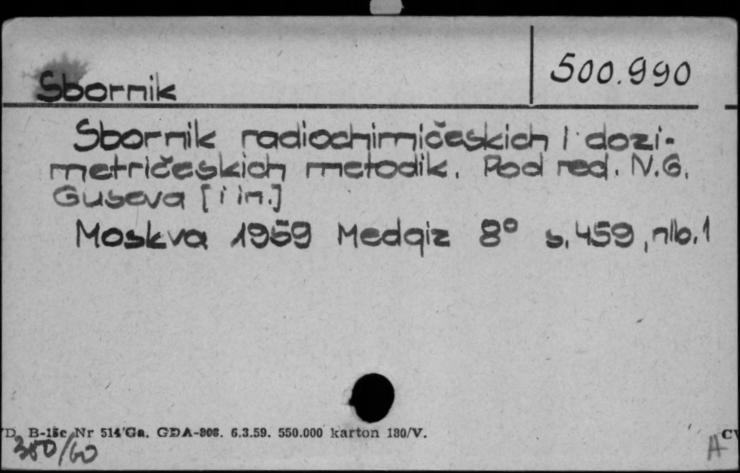 500.990
Sbornik
Sbornik radiochimičeskich i dozi-
metričeskich metodik. Pod red. N.G.
Guseva [i in.]
Moskva 1959 Medgiz 8° s. 459, nlb. 1
D. B-15c Nr 514/Ga. GDA-808. 6.3.59. 550.000 karton 180/V.
380/60
A